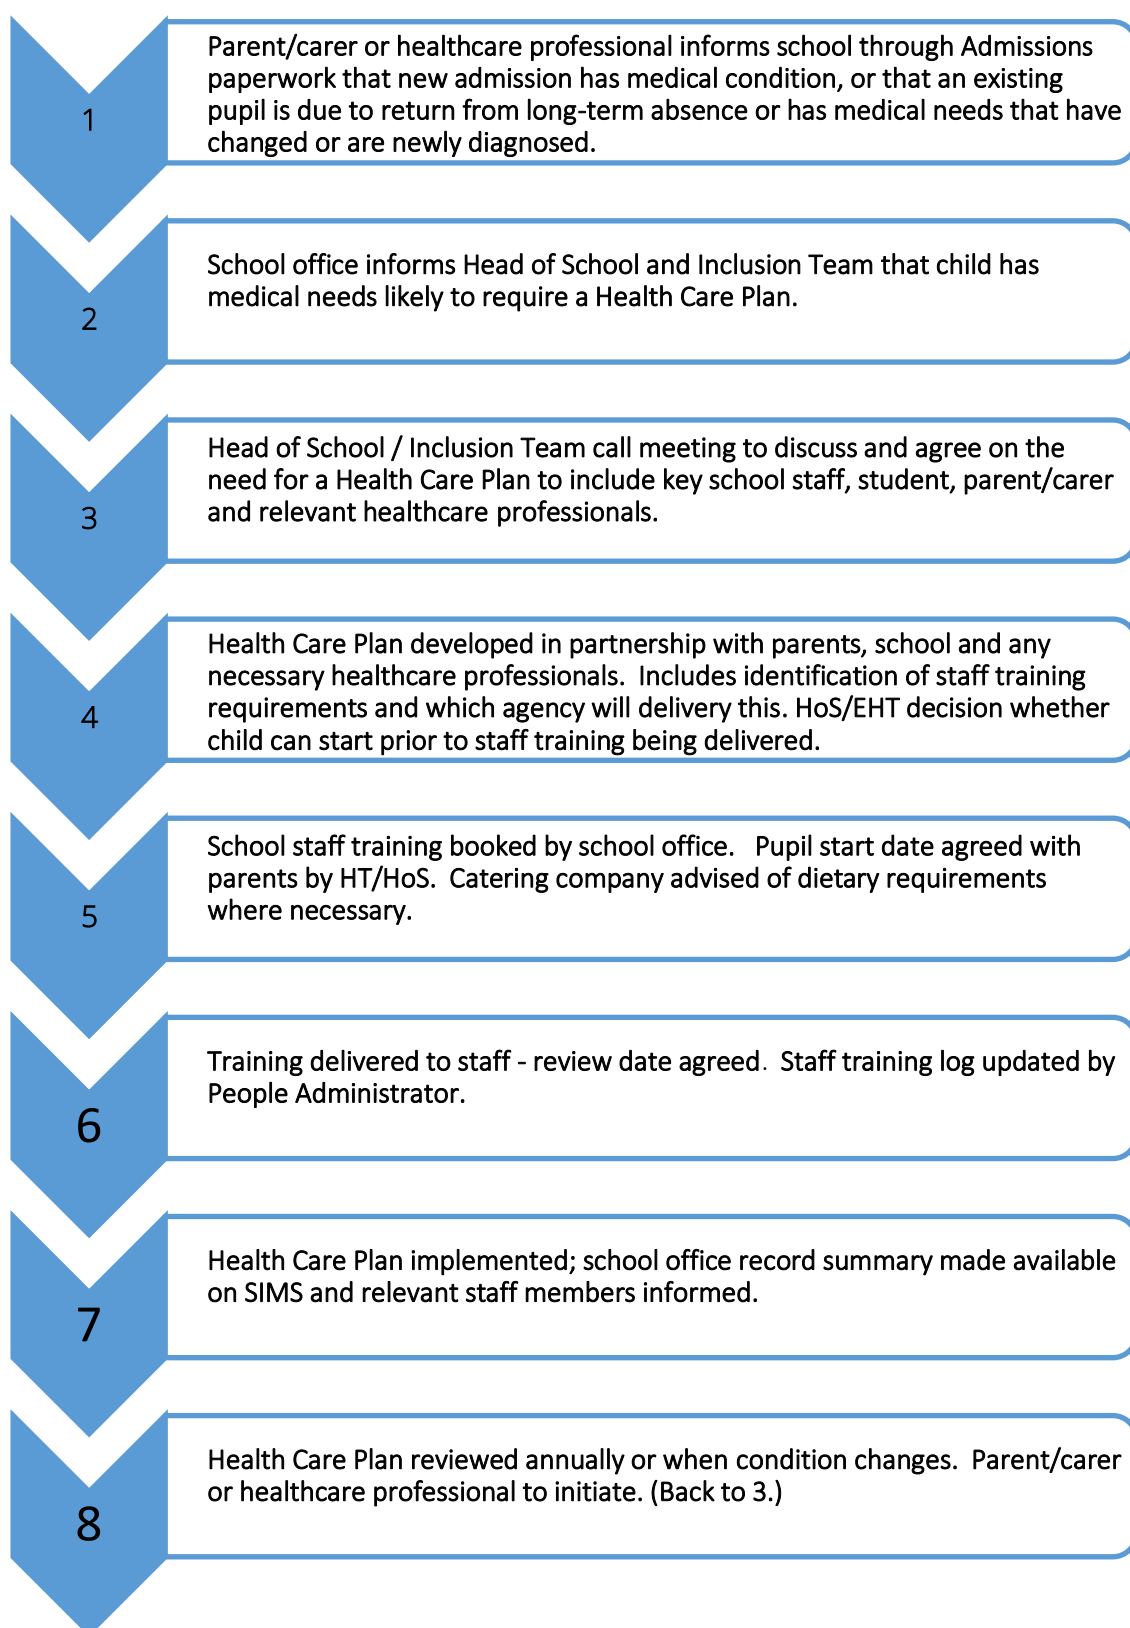 1
Parent/carer or healthcare professional informs school through Admissions
paperwork that new admission has medical condition, or that an existing
pupil is due to return from long-term absence or has medical needs that have
changed or are newly diagnosed.
2
School office informs Head of School and Inclusion Team that child has
medical needs likely to require a Health Care Plan.
3
Head of School / Inclusion Team call meeting to discuss and agree on the
need for a Health Care Plan to include key school staff, student, parent/carer
and relevant healthcare professionals.
4
Health Care Plan developed in partnership with parents, school and any
necessary healthcare professionals.  Includes identification of staff training
requirements and which agency will delivery this. HoS/EHT decision whether
child can start prior to staff training being delivered.
5
School staff training booked by school office.   Pupil start date agreed with
parents by HT/HoS.  Catering company advised of dietary requirements
where necessary.
6
Training delivered to staff - review date agreed.  Staff training log updated by
People Administrator.
7
Health Care Plan implemented; school office record summary made available
on SIMS and relevant staff members informed.
8
Health Care Plan reviewed annually or when condition changes.  Parent/carer
or healthcare professional to initiate. (Back to 3.)